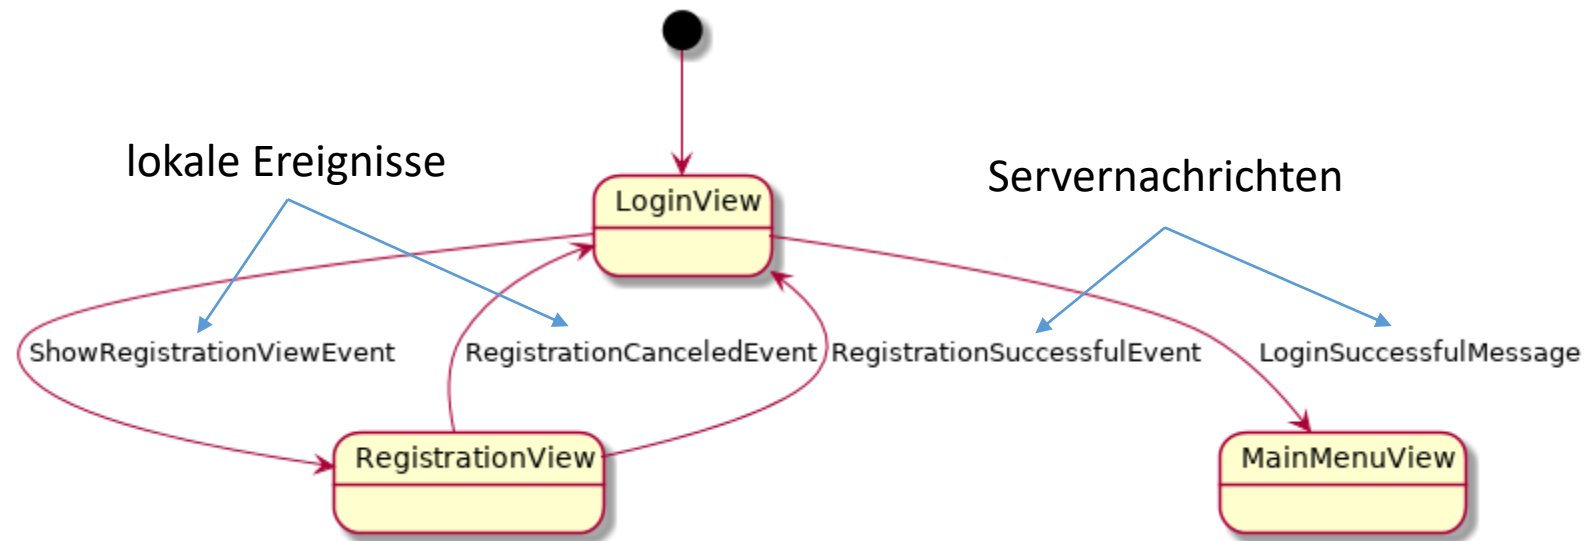 lokale Ereignisse
Servernachrichten
LoginView
ShowRegistrationViewEvent
RegistrationCanceledEvent
RegistrationSuccessfulEvent
LoginSuccessfulMessage
RegistrationView
MainMenuView